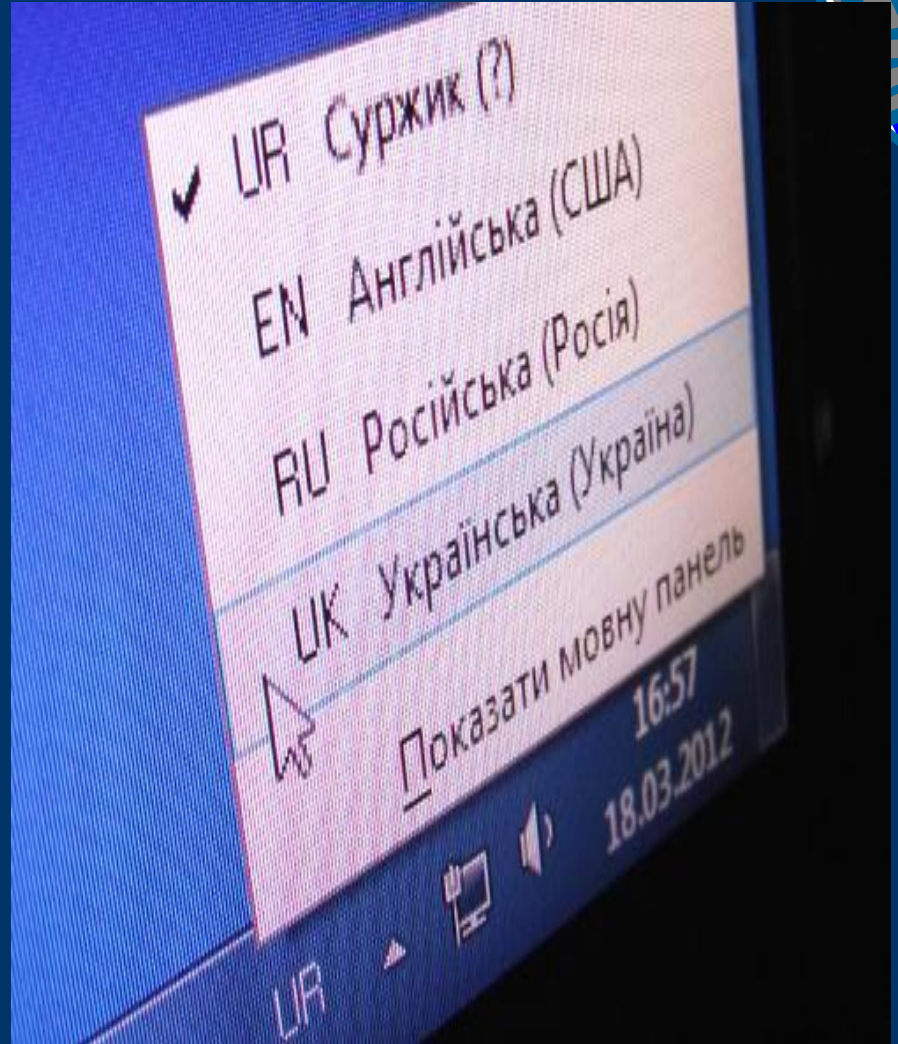 ✓ UR Суржик (?)
EN Англійська (США)
RU Російська (Росія)
UK Українська (Україна)
Показати мовну панель
16:57
18.03.2012
UR